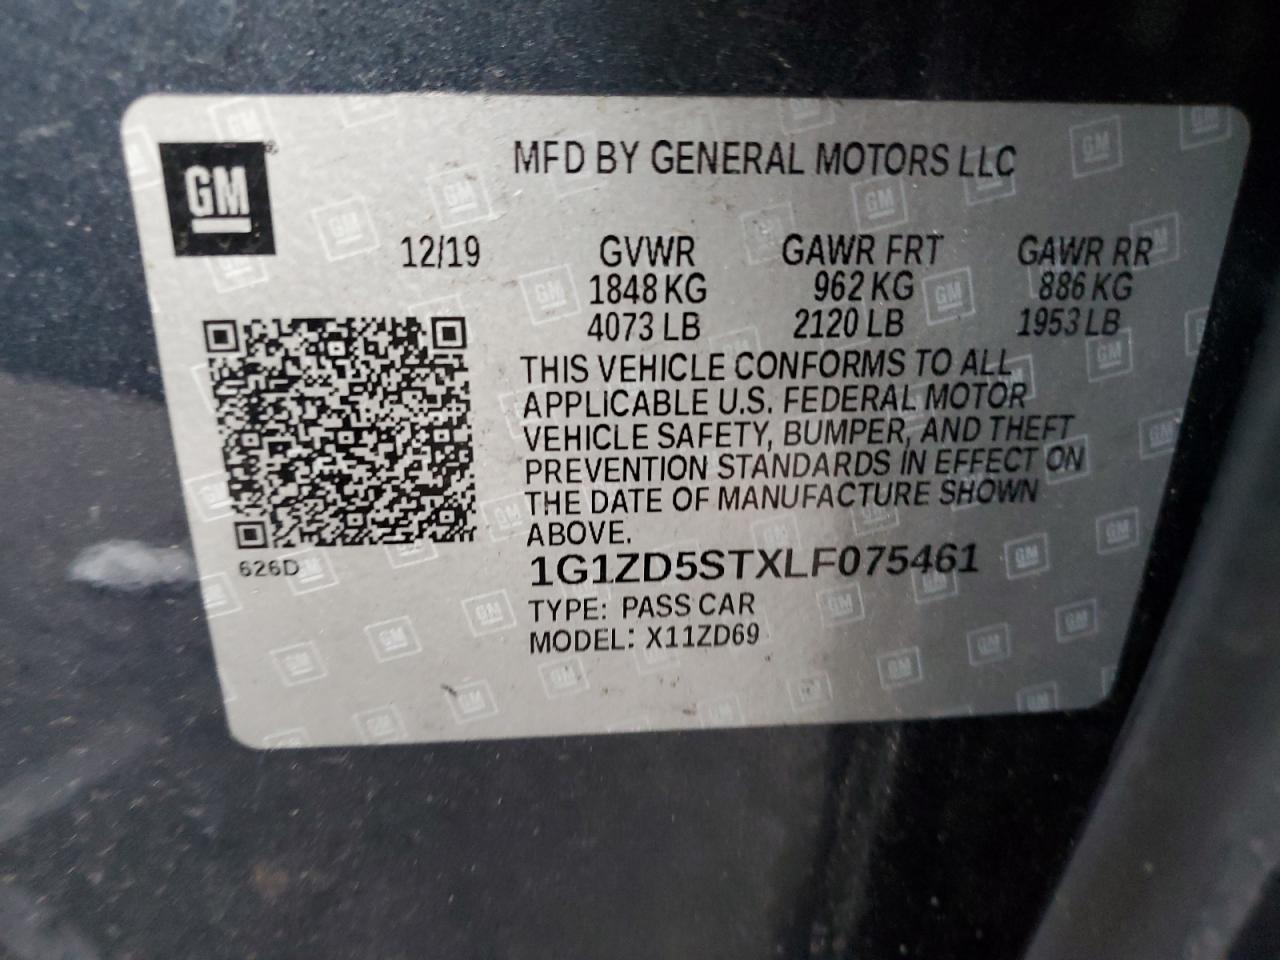 GM ®
MFD BY GENERAL MOTORS LLC
12/19 GVWR GAWR FRT GAWR RR
1848 KG 962 KG 886 KG
4073 LB 2120 LB 1953 LB
THIS VEHICLE CONFORMS TO ALL
APPLICABLE U.S. FEDERAL MOTOR
VEHICLE SAFETY, BUMPER, AND THEFT
PREVENTION STANDARDS IN EFFECT ON
THE DATE OF MANUFACTURE SHOWN
ABOVE.
626D
1G1ZD5STXLF075461
TYPE: PASS CAR
MODEL: X11ZD69